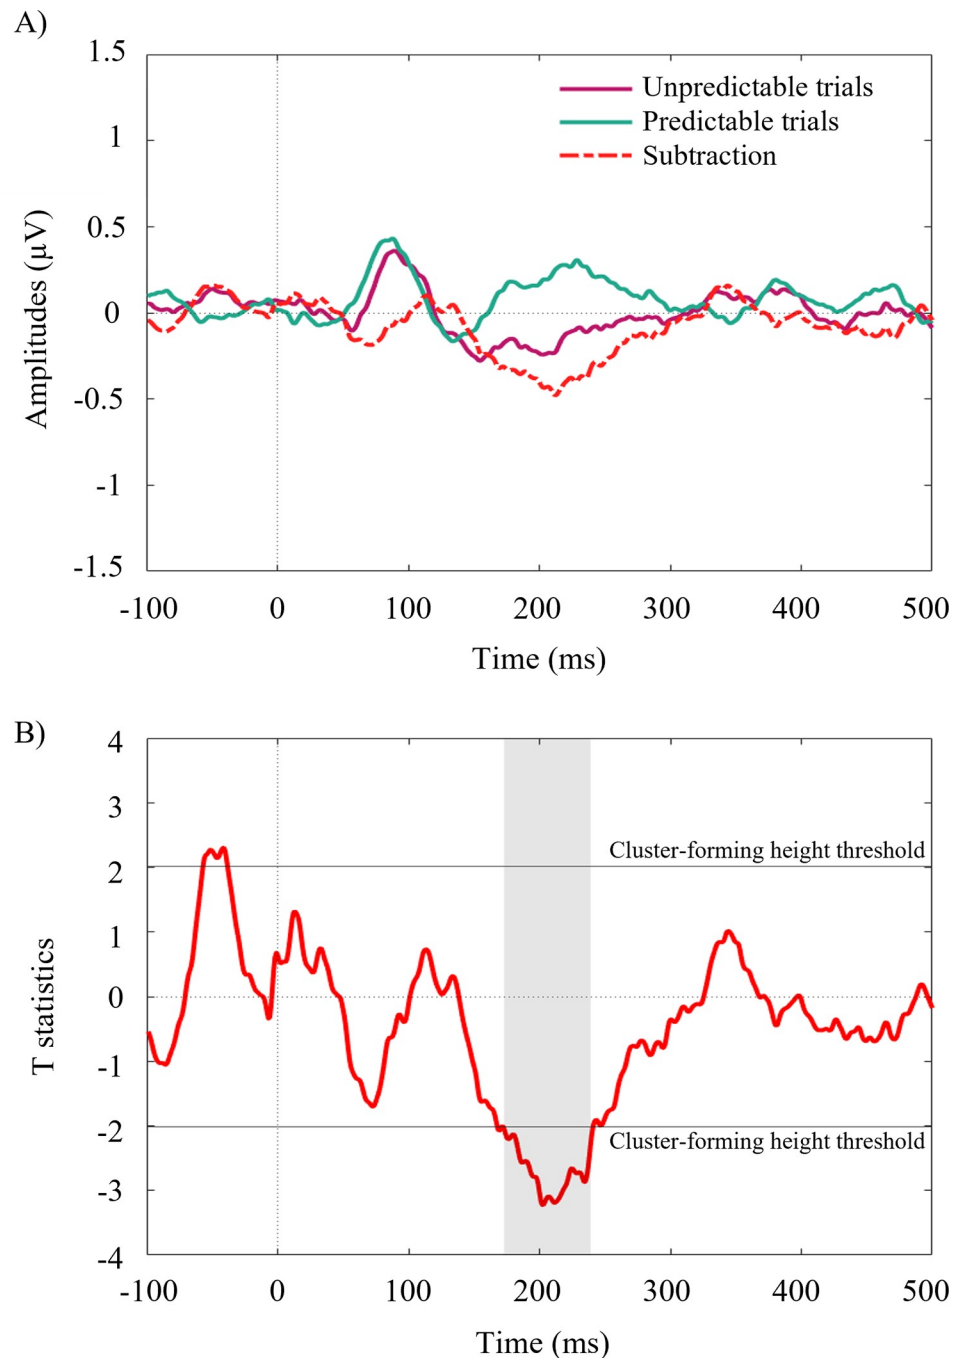 A)
1.5
1
0.5
0
-0.5
-1
-1.5
Unpredictable trials
Predictable trials
Subtraction
Amplitudes (µV)
-100 0 100 200 300 400 500
Time (ms)
B)
4
3
2
1
0
-1
-2
-3
-4
Cluster-forming height threshold
Cluster-forming height threshold
T statistics
-100 0 100 200 300 400 500
Time (ms)